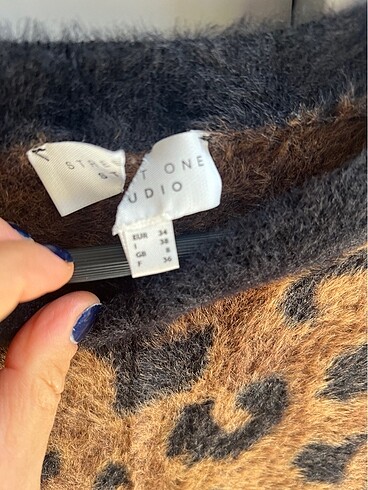 STREET ONE
STUDIO
EUR 34
I 38
GB 8
F 36